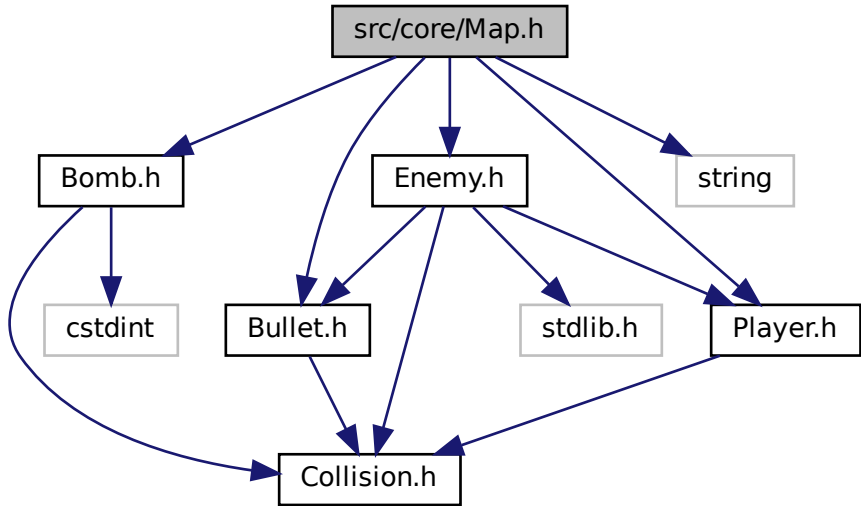 src/core/Map.h
Bomb.h
Enemy.h
string
cstdint
Bullet.h
stdlib.h
Player.h
Collision.h